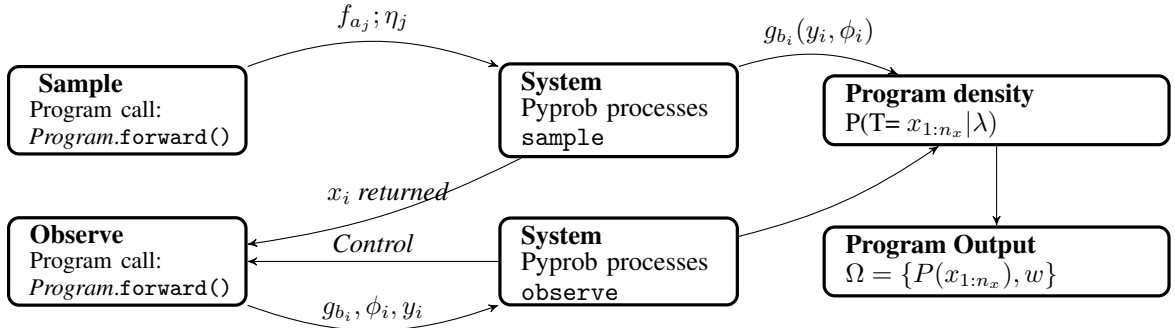 f_{a_j}; η_j
g_{b_i}(y_i, ϕ_i)
Sample
Program call:
Program.forward()
System
Pyprob processes
sample
Program density
P(T= x_{1:n_x}|λ)
x_i returned
Observe
Program call:
Program.forward()
Control
System
Pyprob processes
observe
Program Output
Ω = {P(x_{1:n_x}), w}
g_{b_i}, ϕ_i, y_i